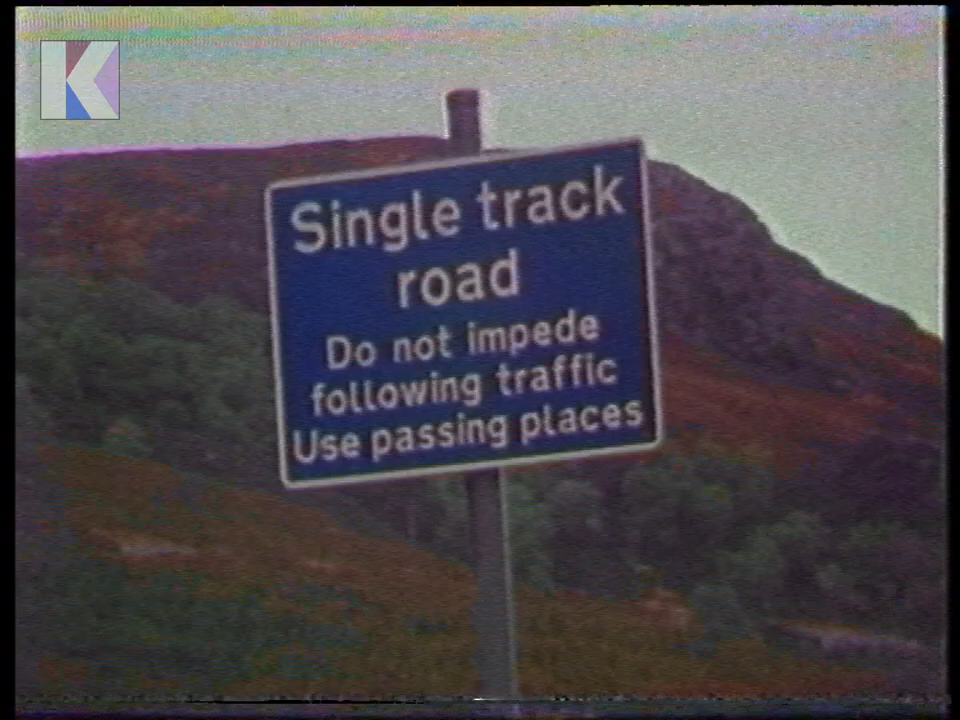 K
Single track
road
Do not impede
following traffic
Use passing places